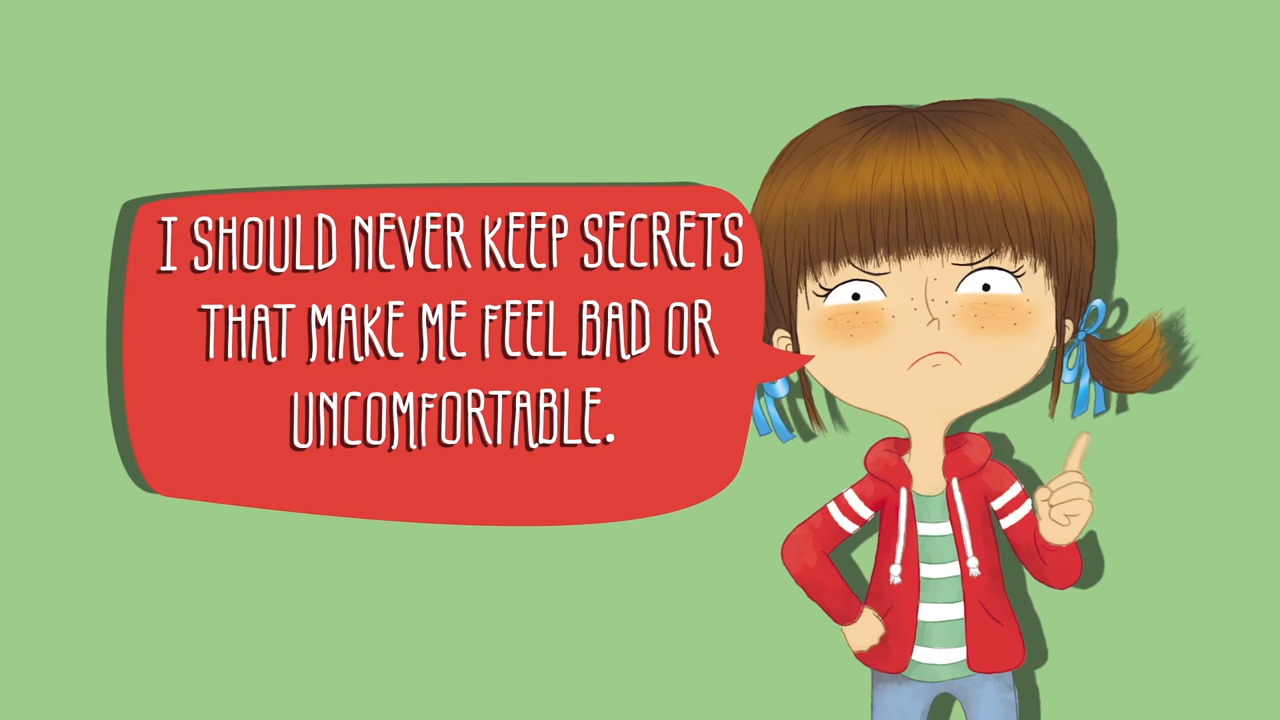 I SHOULD NEVER KEEP SECRETS
THAT MAKE ME FEEL BAD OR
UNCOMFORTABLE.